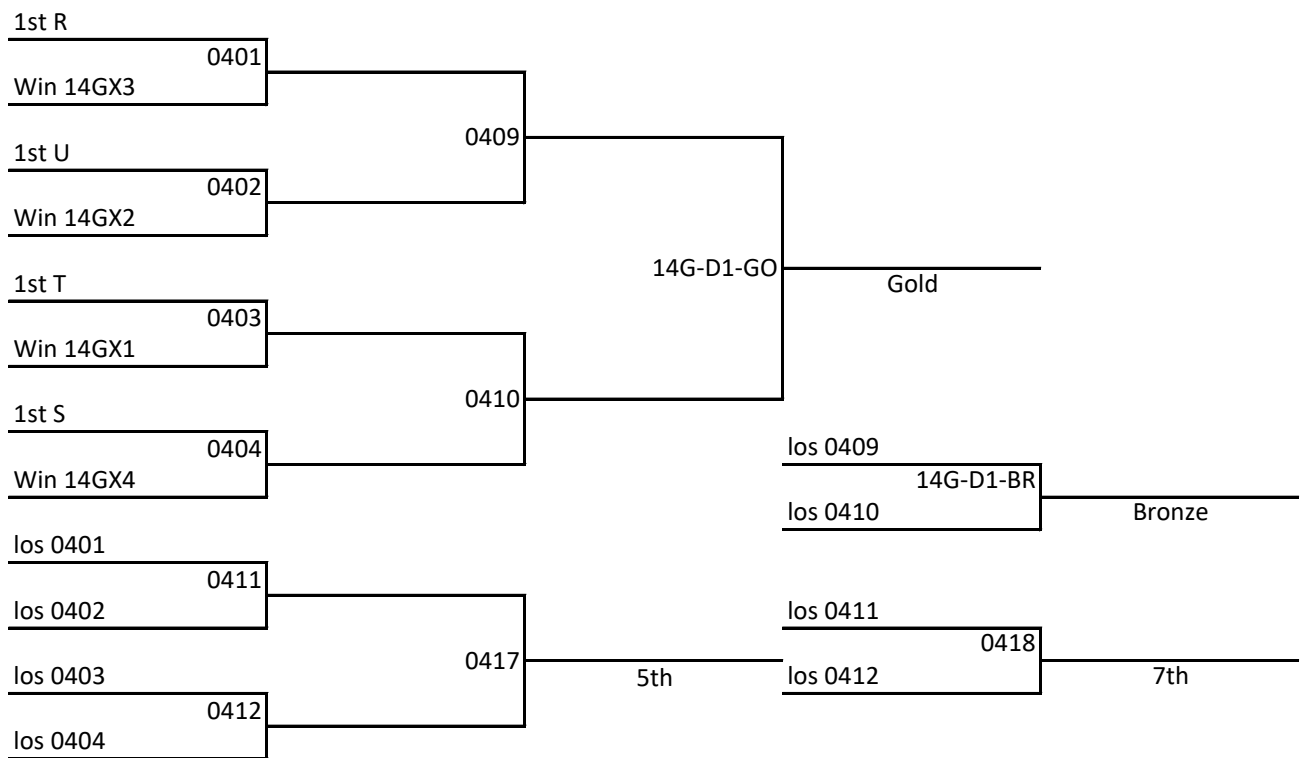 1st R
0401
Win 14GX3
0409
1st U
0402
Win 14GX2
14G-D1-GO
Gold
1st T
0403
Win 14GX1
0410
1st S
0404
Win 14GX4
los 0409
14G-D1-BR
los 0410
Bronze
los 0401
0411
los 0402
0417
5th
los 0403
0412
los 0404
los 0411
0418
los 0412
7th